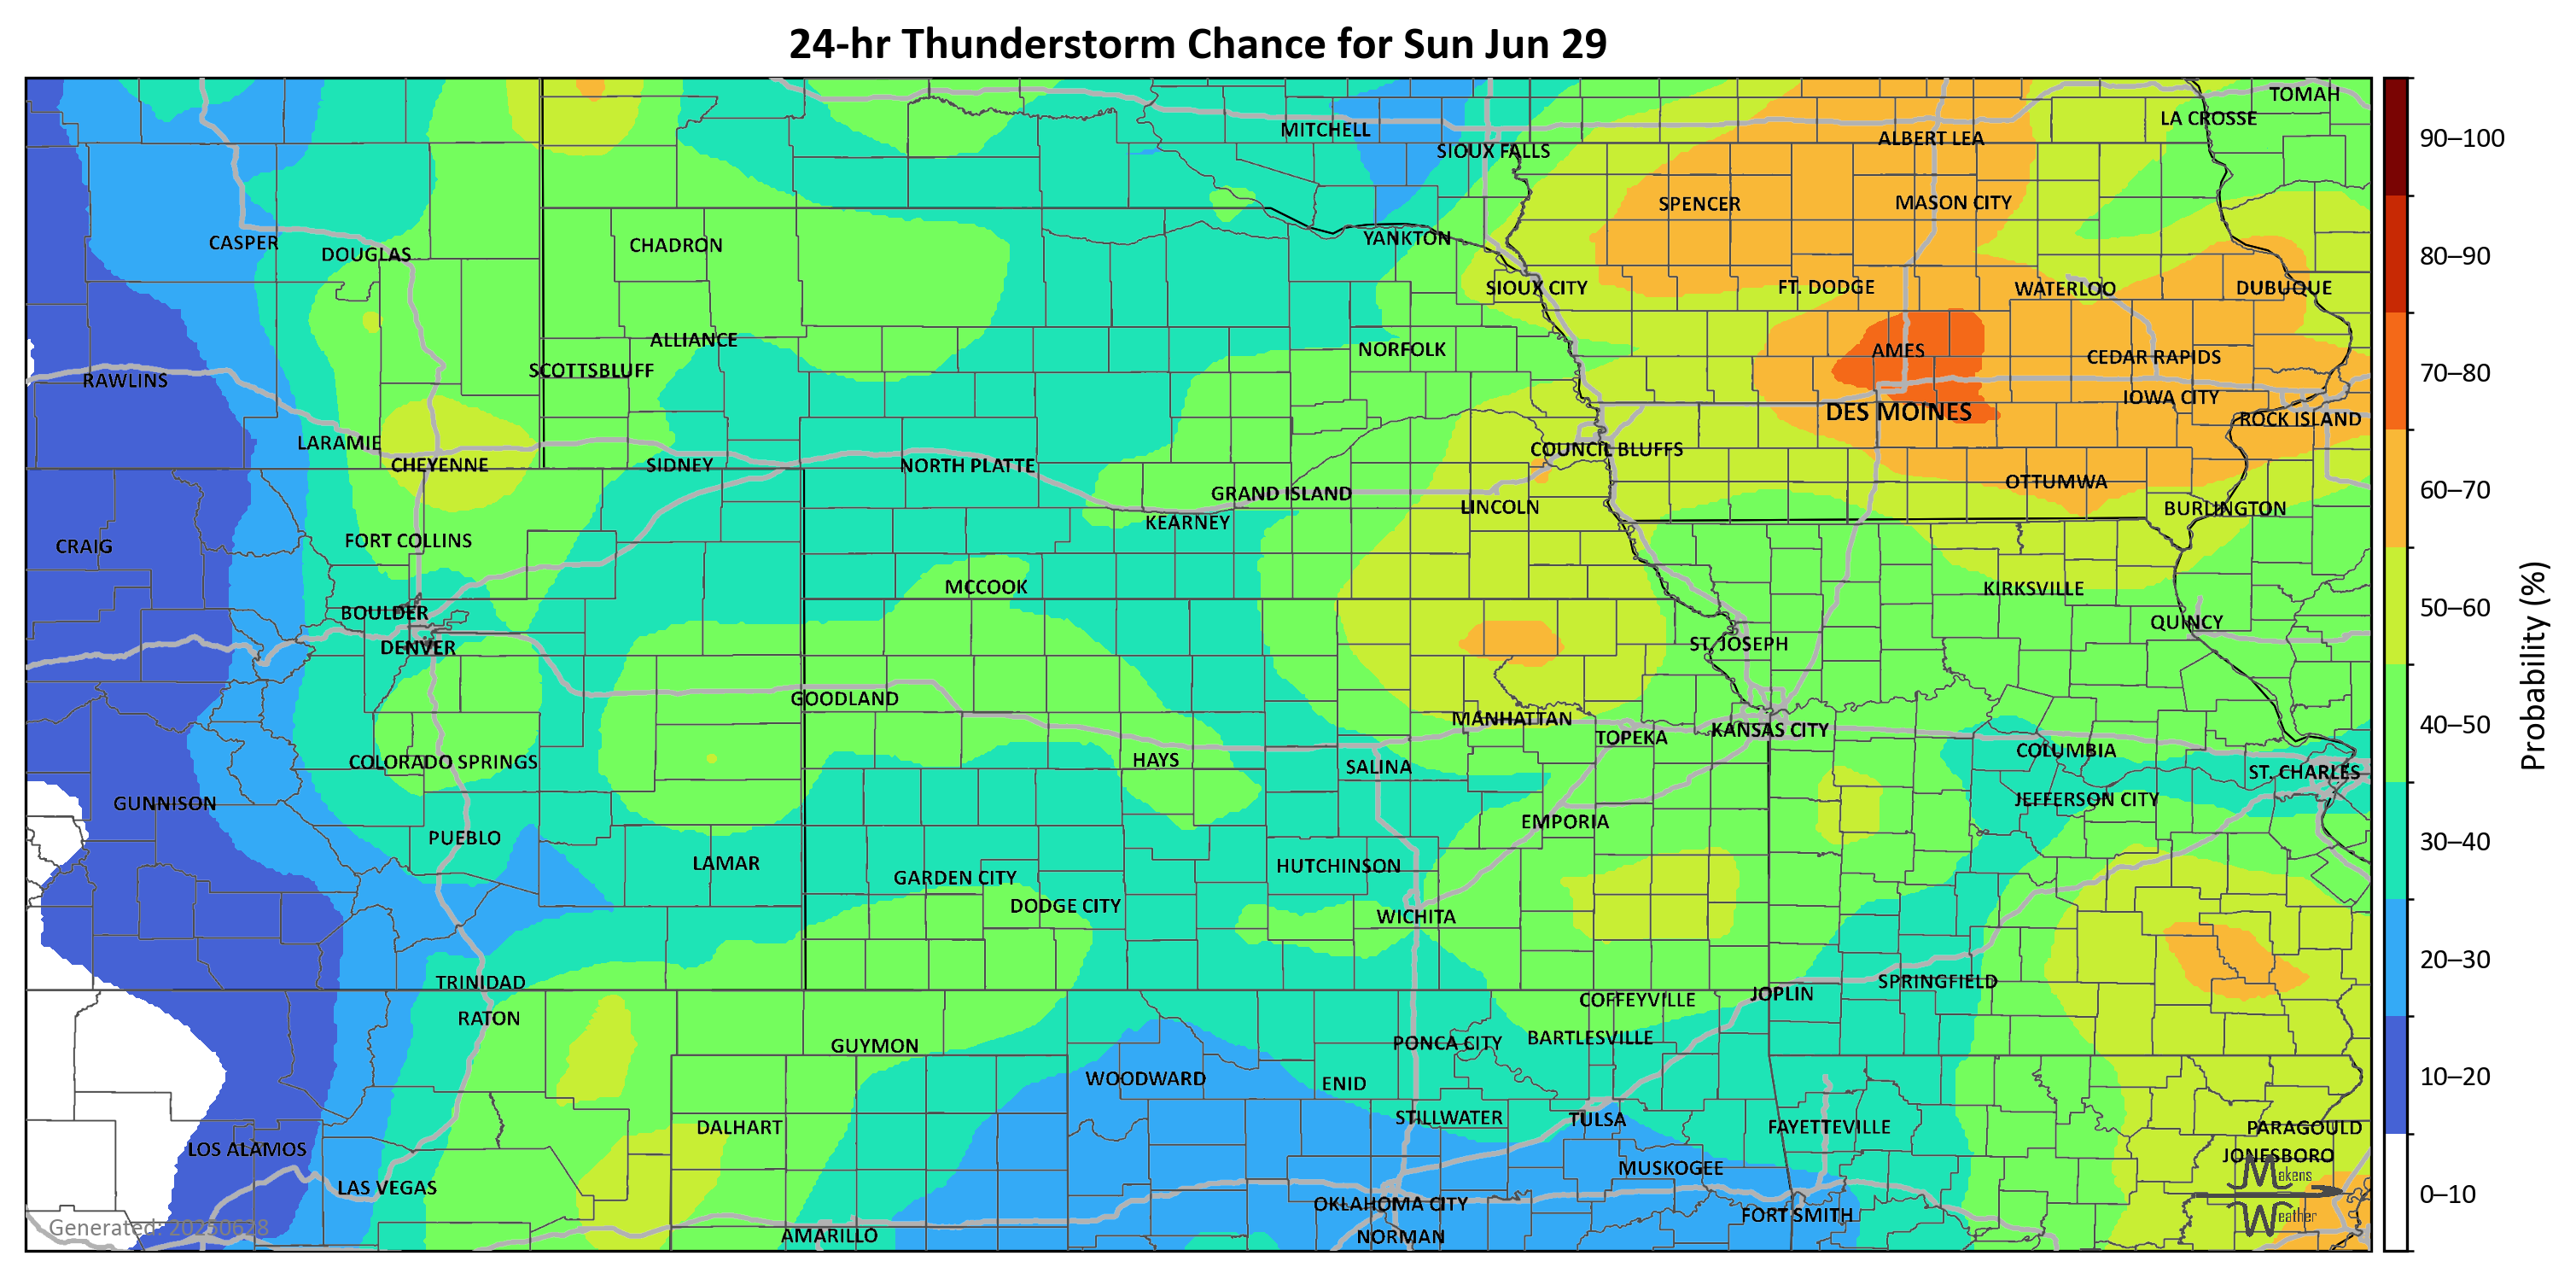 24-hr Thunderstorm Chance for Sun Jun 29
TOMAH
LA CROSSE
MITCHELL
ALBERT LEA
SIOUX FALLS
SPENCER
MASON CITY
CASPER
DOUGLAS
CHADRON
YANKTON
SIOUX CITY
FT. DODGE
WATERLOO
DUBUQUE
ALLIANCE
NORFOLK
AMES
CEDAR RAPIDS
RAWLINS
SCOTTSBLUFF
IOWA CITY
DES MOINES
ROCK ISLAND
LARAMIE
COUNCIL BLUFFS
CHEYENNE
SIDNEY
NORTH PLATTE
OTTUMWA
GRAND ISLAND
LINCOLN
BURLINGTON
KEARNEY
CRAIG
FORT COLLINS
MCCOOK
KIRKSVILLE
BOULDER
QUINCY
DENVER
ST. JOSEPH
GOODLAND
MANHATTAN
TOPEKA
KANSAS CITY
COLUMBIA
COLORADO SPRINGS
HAYS
SALINA
ST. CHARLES
GUNNISON
JEFFERSON CITY
EMPORIA
PUEBLO
LAMAR
HUTCHINSON
GARDEN CITY
DODGE CITY
WICHITA
TRINIDAD
SPRINGFIELD
JOPLIN
COFFEYVILLE
RATON
BARTLESVILLE
GUYMON
PONCA CITY
WOODWARD
ENID
STILLWATER
TULSA
DALHART
FAYETTEVILLE
PARAGOULD
LOS ALAMOS
JONESBORO
MUSKOGEE
LAS VEGAS
OKLAHOMA CITY
FORT SMITH
AMARILLO
NORMAN
Makens
Weather
Generated: 20250628
90–100
80–90
70–80
60–70
50–60
40–50
30–40
20–30
10–20
0–10
Probability (%)